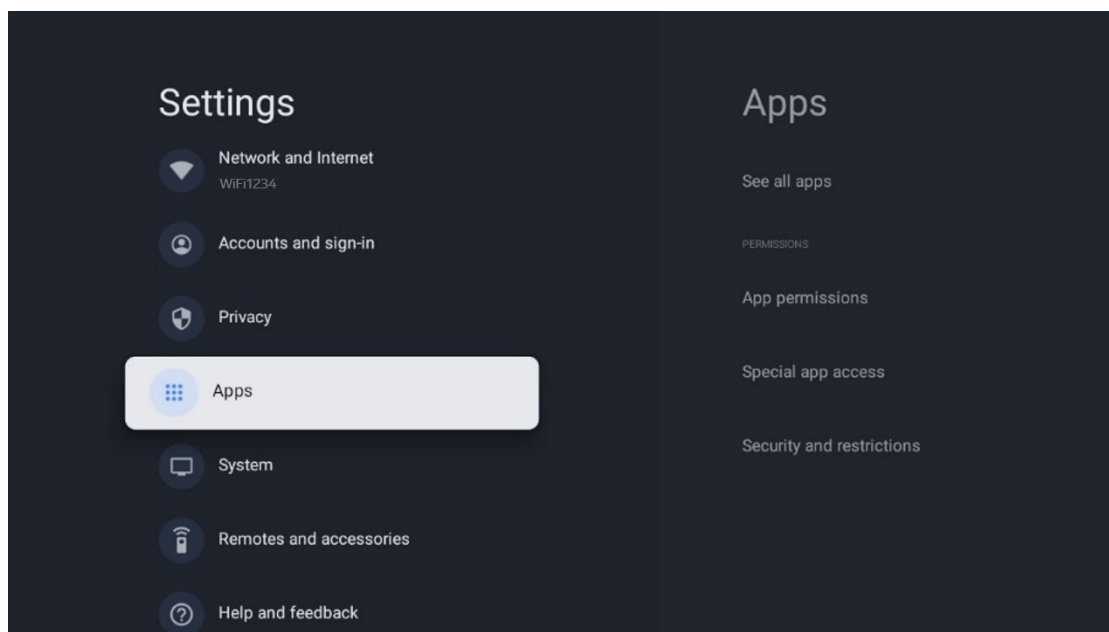 Settings
Network and Internet
WiFi1234
Accounts and sign-in
Privacy
Apps
System
Remotes and accessories
Help and feedback
Apps
See all apps
PERMISSIONS
App permissions
Special app access
Security and restrictions